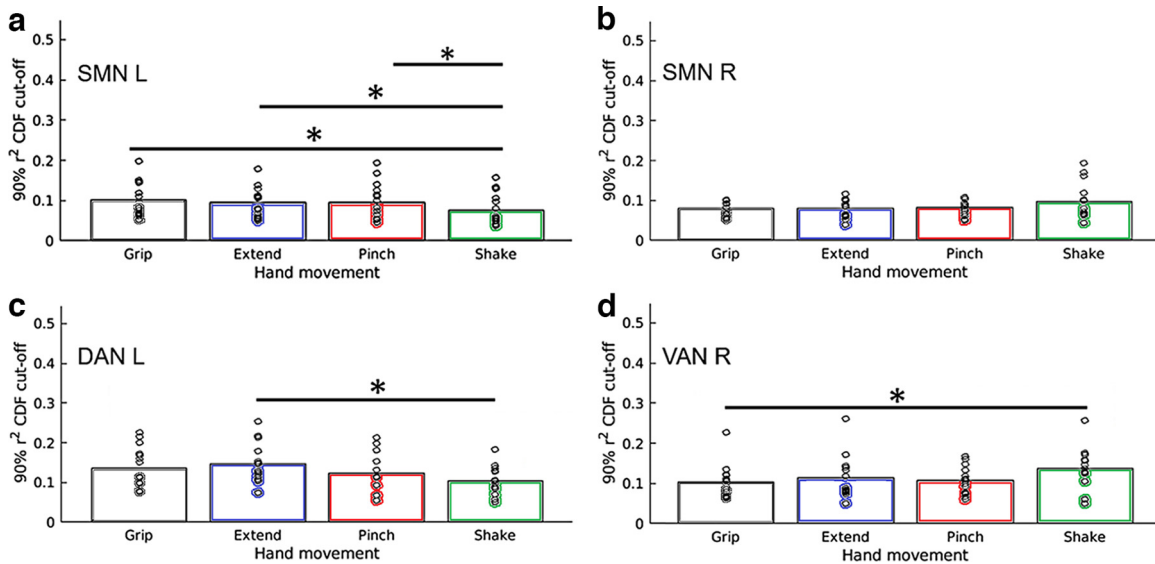 a
0.5
0.4
0.3
0.2
0.1
0
90% r² CDF cut-off
SMN L
*
*
*
Grip Extend Pinch Shake
Hand movement
b
0.5
0.4
0.3
0.2
0.1
0
90% r² CDF cut-off
SMN R
Grip Extend Pinch Shake
Hand movement
c
0.5
0.4
0.3
0.2
0.1
0
90% r² CDF cut-off
DAN L
*
Grip Extend Pinch Shake
Hand movement
d
0.5
0.4
0.3
0.2
0.1
0
90% r² CDF cut-off
VAN R
*
Grip Extend Pinch Shake
Hand movement